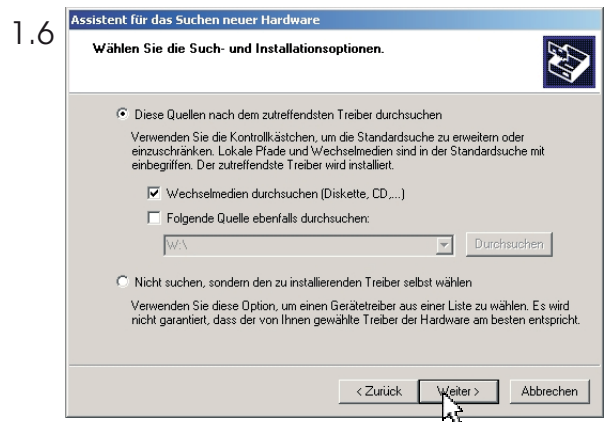 1.6
Assistent für das Suchen neuer Hardware
Wählen Sie die Such- und Installationsoptionen.
Diese Quellen nach dem zutreffendsten Treiber durchsuchen
Verwenden Sie die Kontrollkästchen, um die Standardsuche zu erweitern oder
einzuschränken. Lokale Pfade und Wechselmedien sind in der Standardsuche mit
einbegriffen. Der zutreffendste Treiber wird installiert.
Wechselmedien durchsuchen (Diskette, CD,...)
Folgende Quelle ebenfalls durchsuchen:
W:\
Durchsuchen
Nicht suchen, sondern den zu installierenden Treiber selbst wählen
Verwenden Sie diese Option, um einen Gerätetreiber aus einer Liste zu wählen. Es wird
nicht garantiert, dass der von Ihnen gewählte Treiber der Hardware am besten entspricht.
< Zurück Weiter > Abbrechen